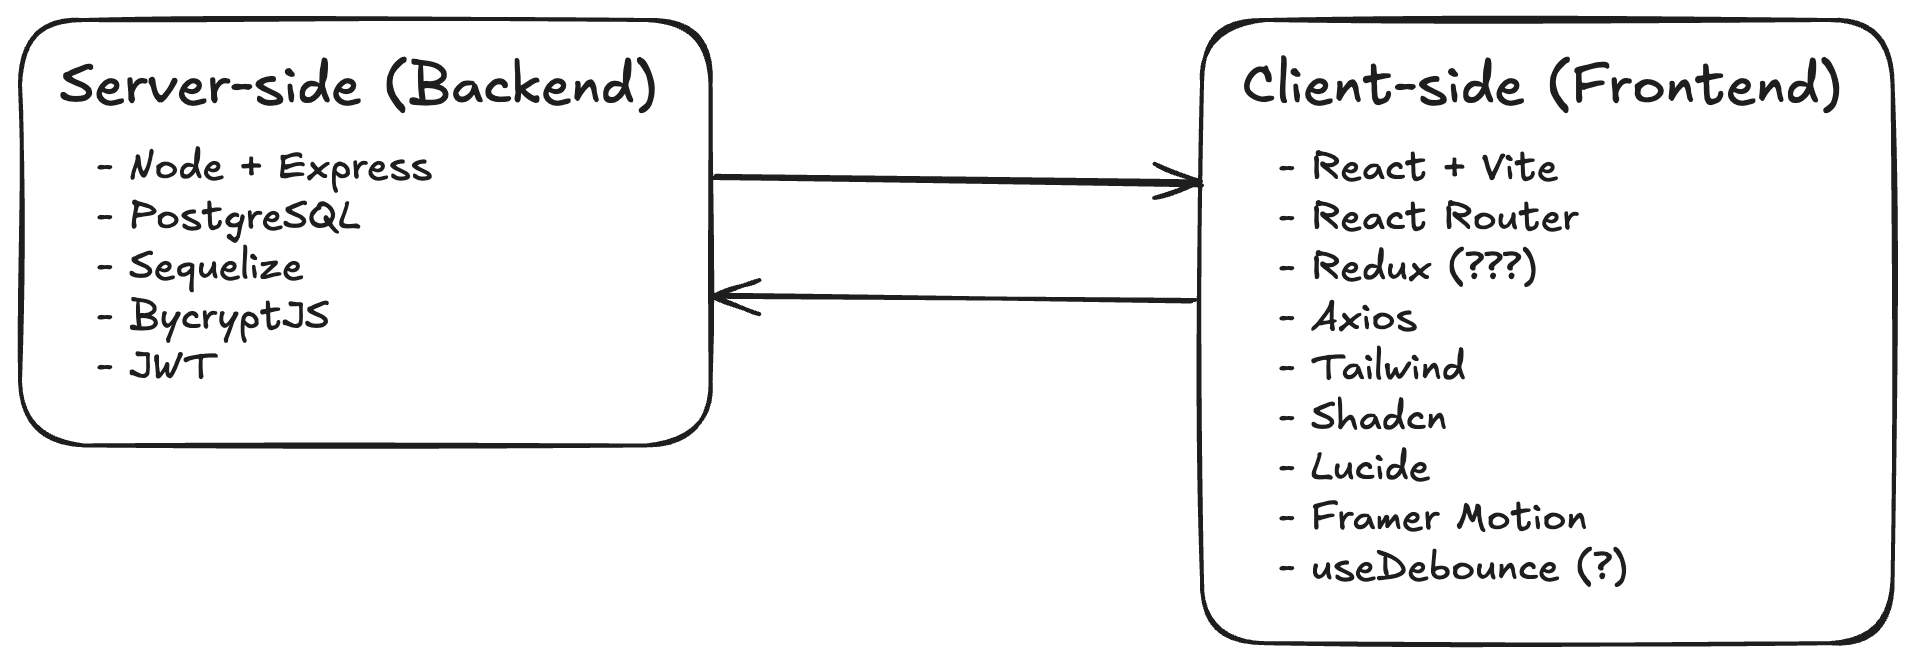 Server-side (Backend)
- Node + Express
- PostgreSQL
- Sequelize
- BycryptJS
- JWT
Client-side (Frontend)
- React + Vite
- React Router
- Redux (???)
- Axios
- Tailwind
- Shadcn
- Lucide
- Framer Motion
- useDebounce (?)